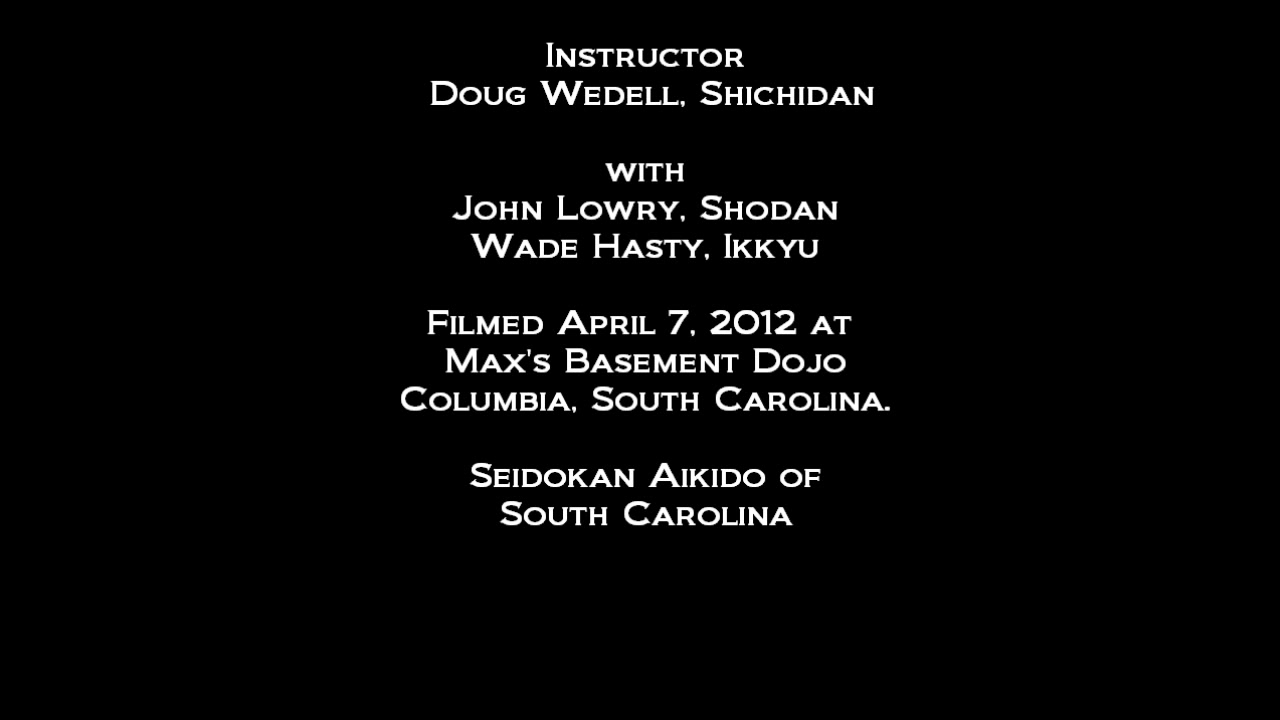 Instructor
Doug Wedell, Shichidan
with
John Lowry, Shodan
Wade Hasty, Ikkyu
Filmed April 7, 2012 at
Max's Basement Dojo
Columbia, South Carolina.
Seidokan Aikido of
South Carolina